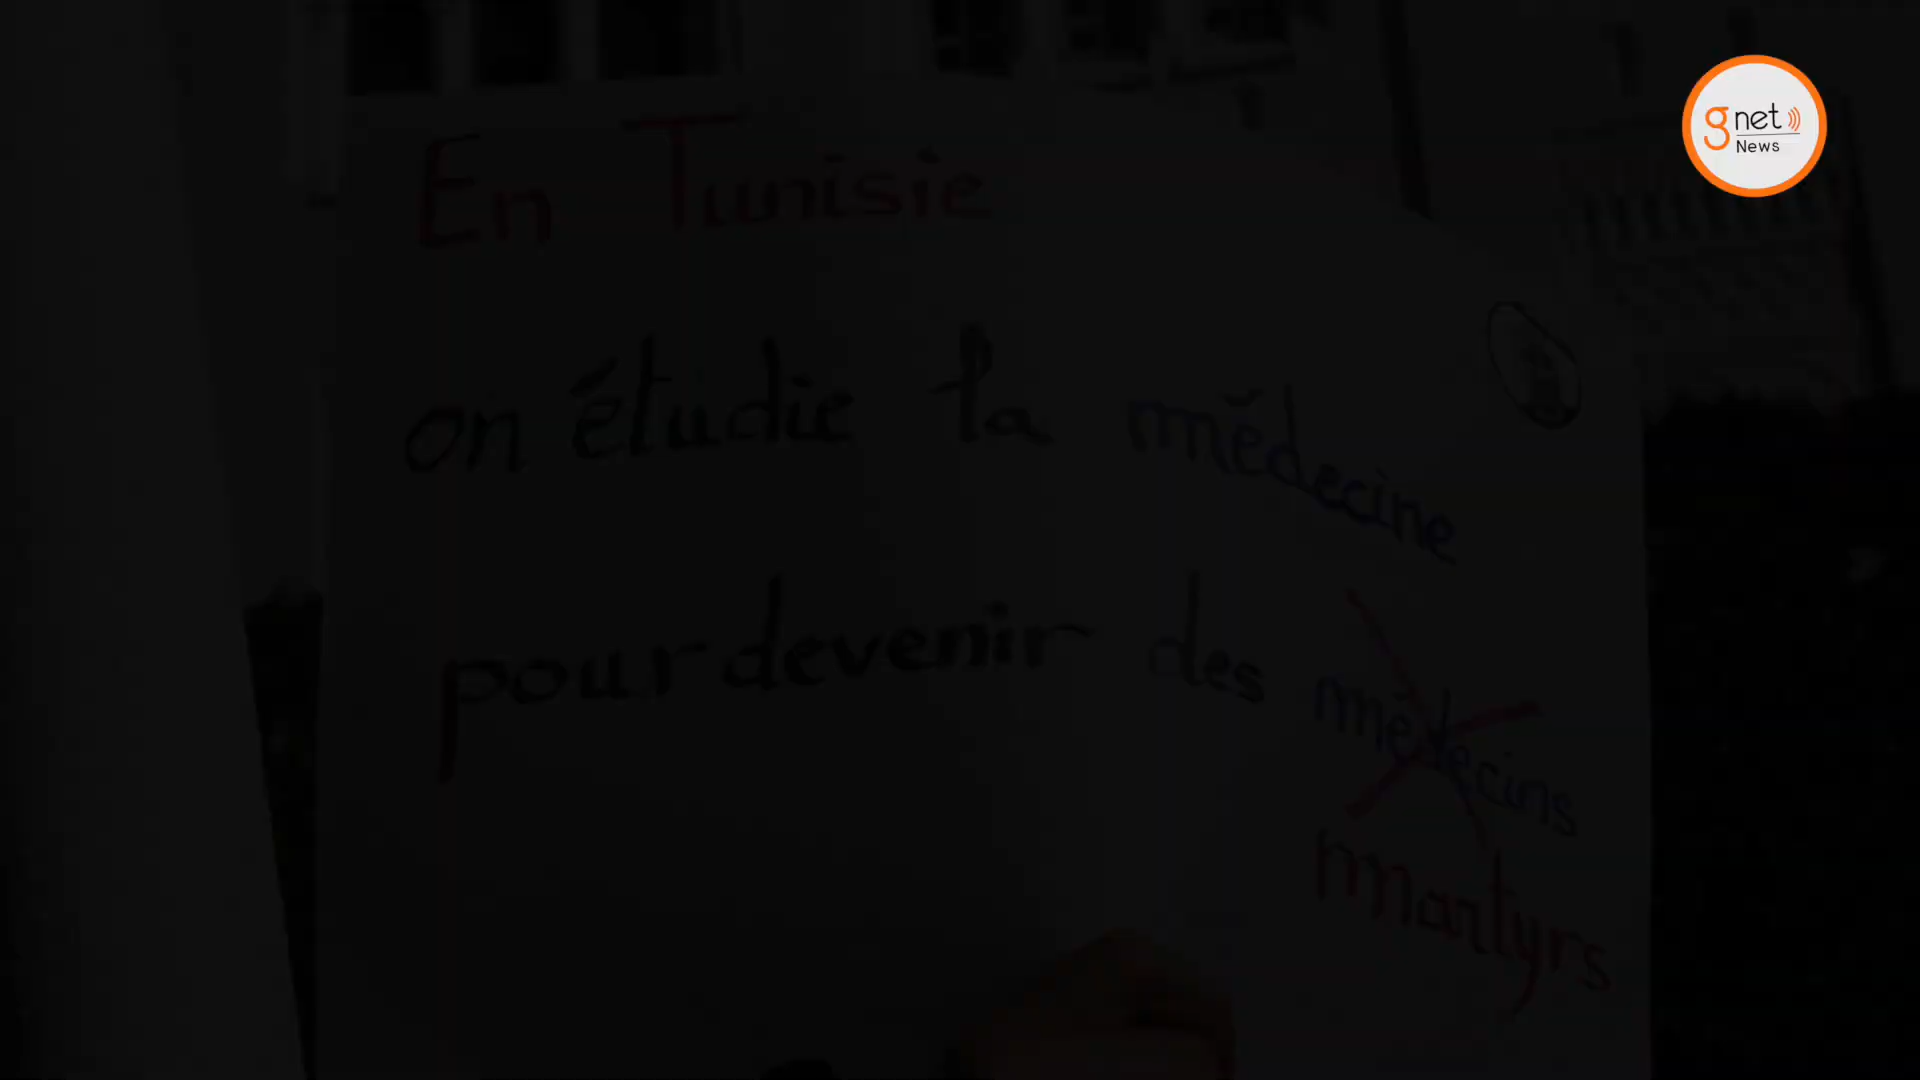 gnet
News
En Tunisie
on étudie la médecine
pour devenir des médecins
martyrs